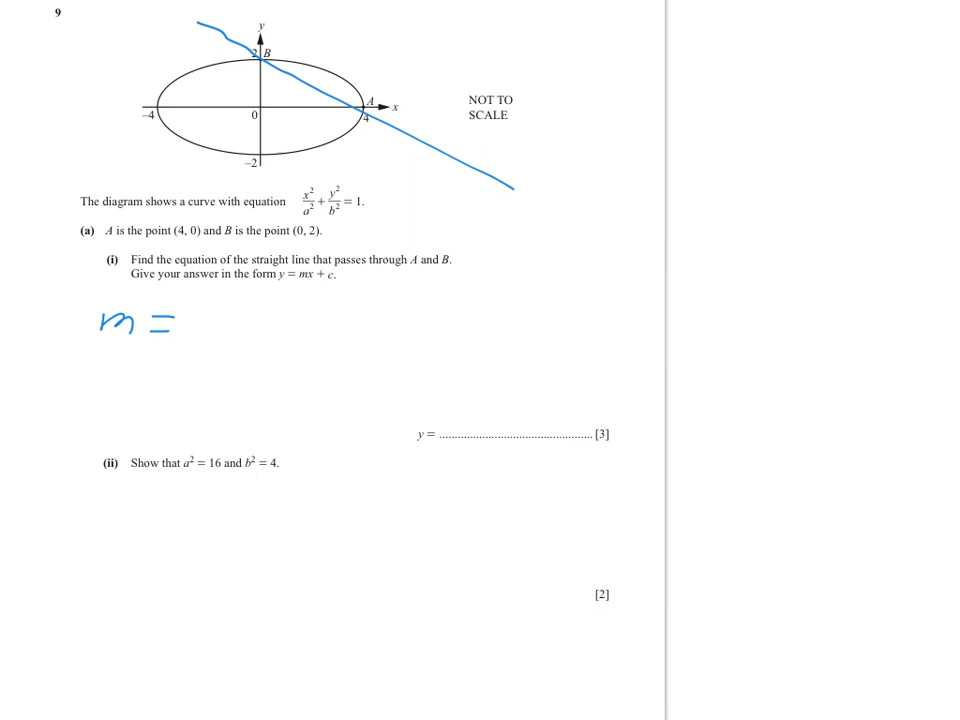 9
y
2 B
A
x
-4 0 4
NOT TO
SCALE
-2
The diagram shows a curve with equation x²/a² + y²/b² = 1.
(a) A is the point (4, 0) and B is the point (0, 2).
(i) Find the equation of the straight line that passes through A and B.
Give your answer in the form y = mx + c.
m =
y = .................................................. [3]
(ii) Show that a² = 16 and b² = 4.
[2]